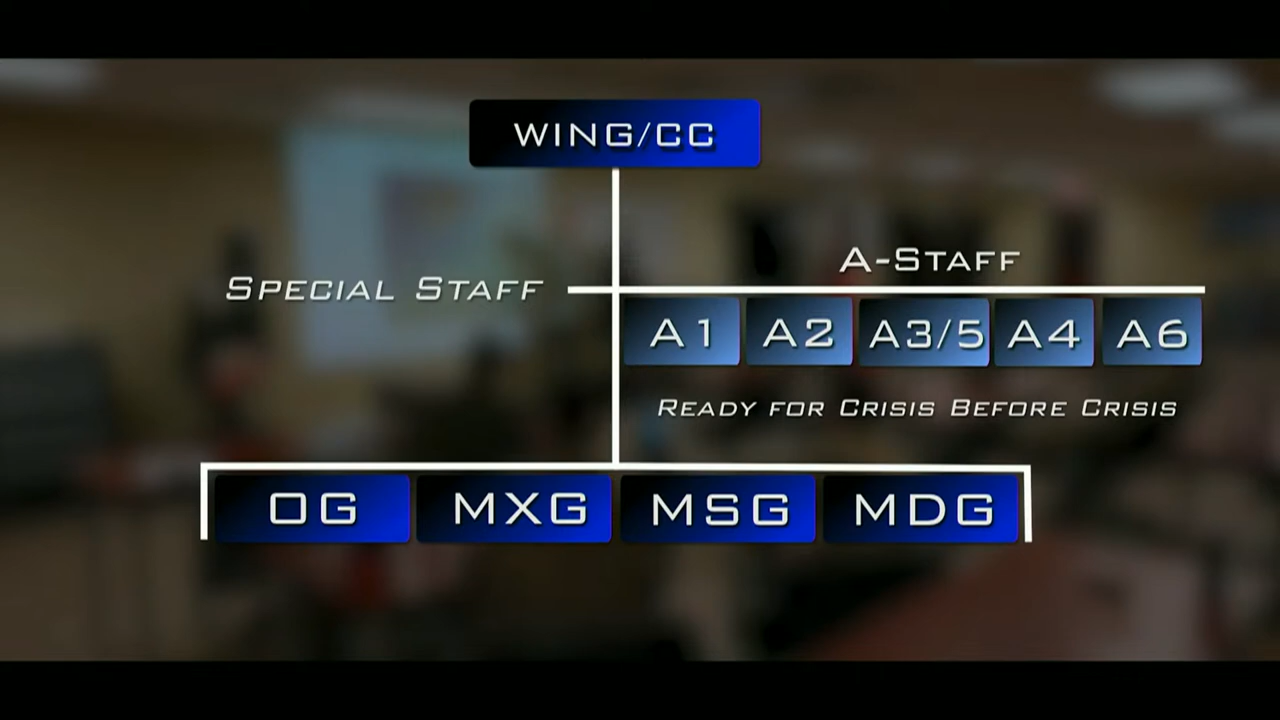 WING/CC
A-STAFF
SPECIAL STAFF
A1
A2
A3/5
A4
A6
READY FOR CRISIS BEFORE CRISIS
OG
MXG
MSG
MDG